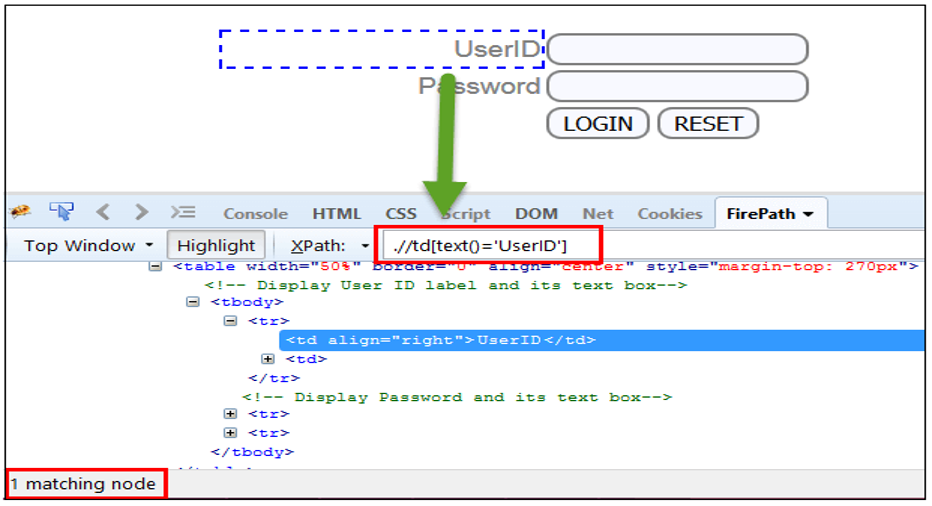 UserID
Password
LOGIN RESET
Console HTML CSS Script DOM Net Cookies FirePath
Top Window Highlight XPath: .//td[text()='UserID']
<table width="50%" border="0" align="center" style="margin-top: 270px">
<!-- Display User ID label and its text box-->
<tbody>
<tr>
<td align="right">UserID</td>
<td>
</tr>
<!-- Display Password and its text box-->
<tr>
<tr>
</tbody>
1 matching node